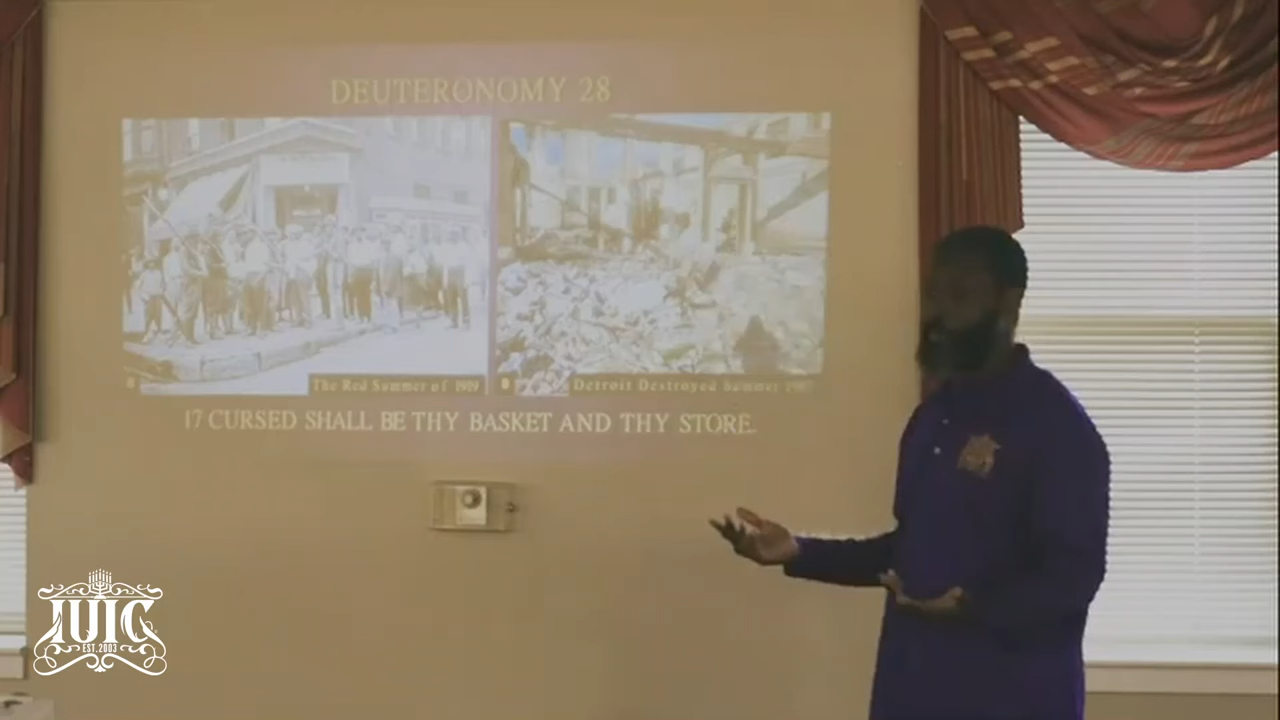 DEUTERONOMY 28
The Red Summer of 1919
Detroit Destroyed Summer
17 CURSED SHALL BE THY BASKET AND THY STORE.
IUIC
EST. 2003